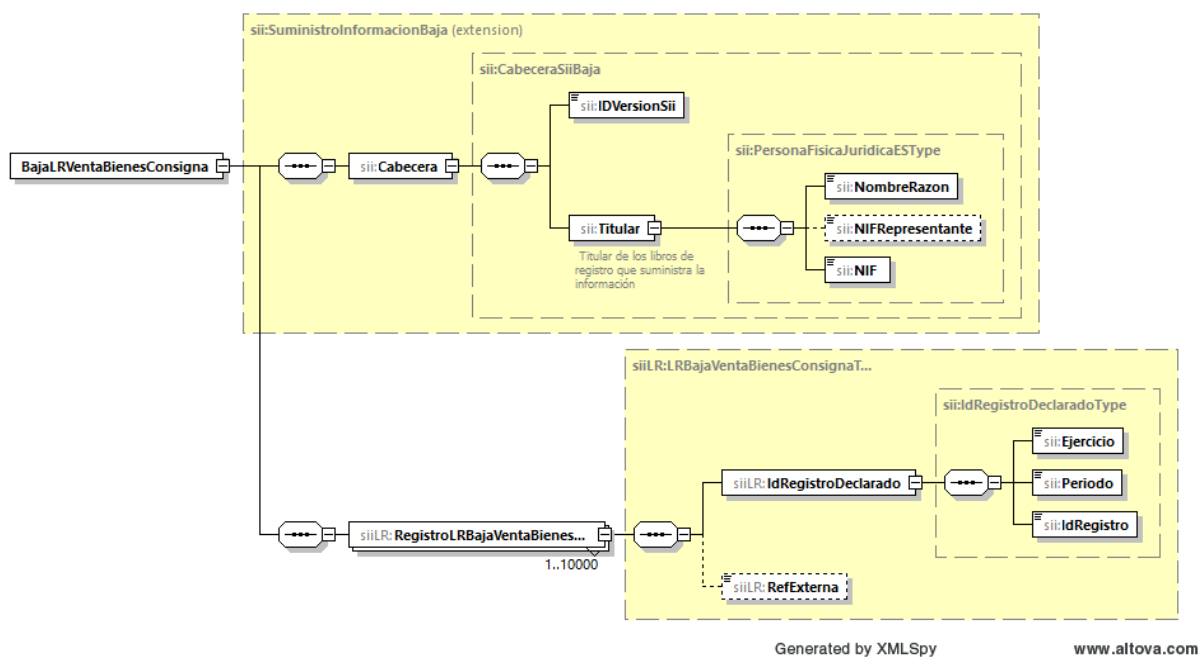 sii:SuministroInformacionBaja (extension)
sii:CabeceraSiiBaja
sii:IDVersionSii
sii:PersonaFisicaJuridicaESType
BajaLRVentaBienesConsigna
sii:Cabecera
sii:NombreRazon
sii:Titular
sii:NIFRepresentante
Titular de los libros de
registro que suministra la
información
sii:NIF
siiLR:LRBajaVentaBienesConsignaT...
sii:IdRegistroDeclaradoType
sii:Ejercicio
siiLR:IdRegistroDeclarado
sii:Periodo
sii:IdRegistro
siiLR:RegistroLRBajaVentaBienes...
1..10000
siiLR:RefExterna
Generated by XMLSpy
www.altova.com